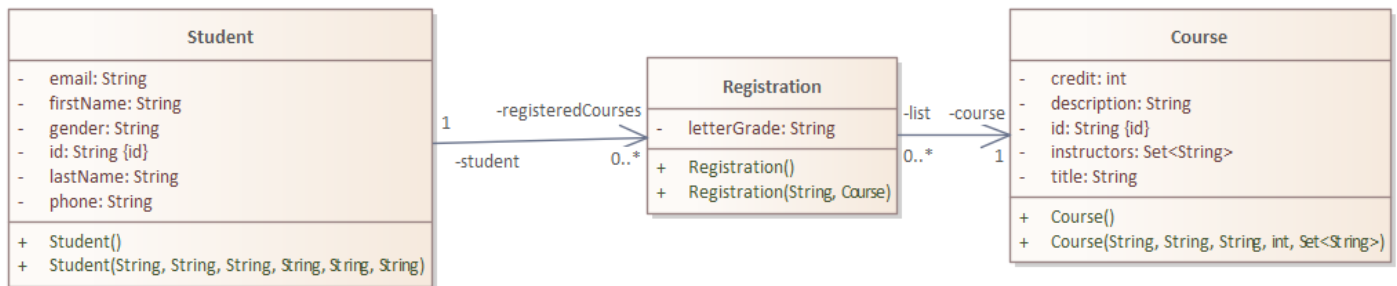 Student
- email: String
- firstName: String
- gender: String
- id: String {id}
- lastName: String
- phone: String
+ Student()
+ Student(String, String, String, String, String, String)
1
-registeredCourses
-student
0..*
Registration
- letterGrade: String
+ Registration()
+ Registration(String, Course)
-list
-course
0..*
1
Course
- credit: int
- description: String
- id: String {id}
- instructors: Set<String>
- title: String
+ Course()
+ Course(String, String, String, int, Set<String>)